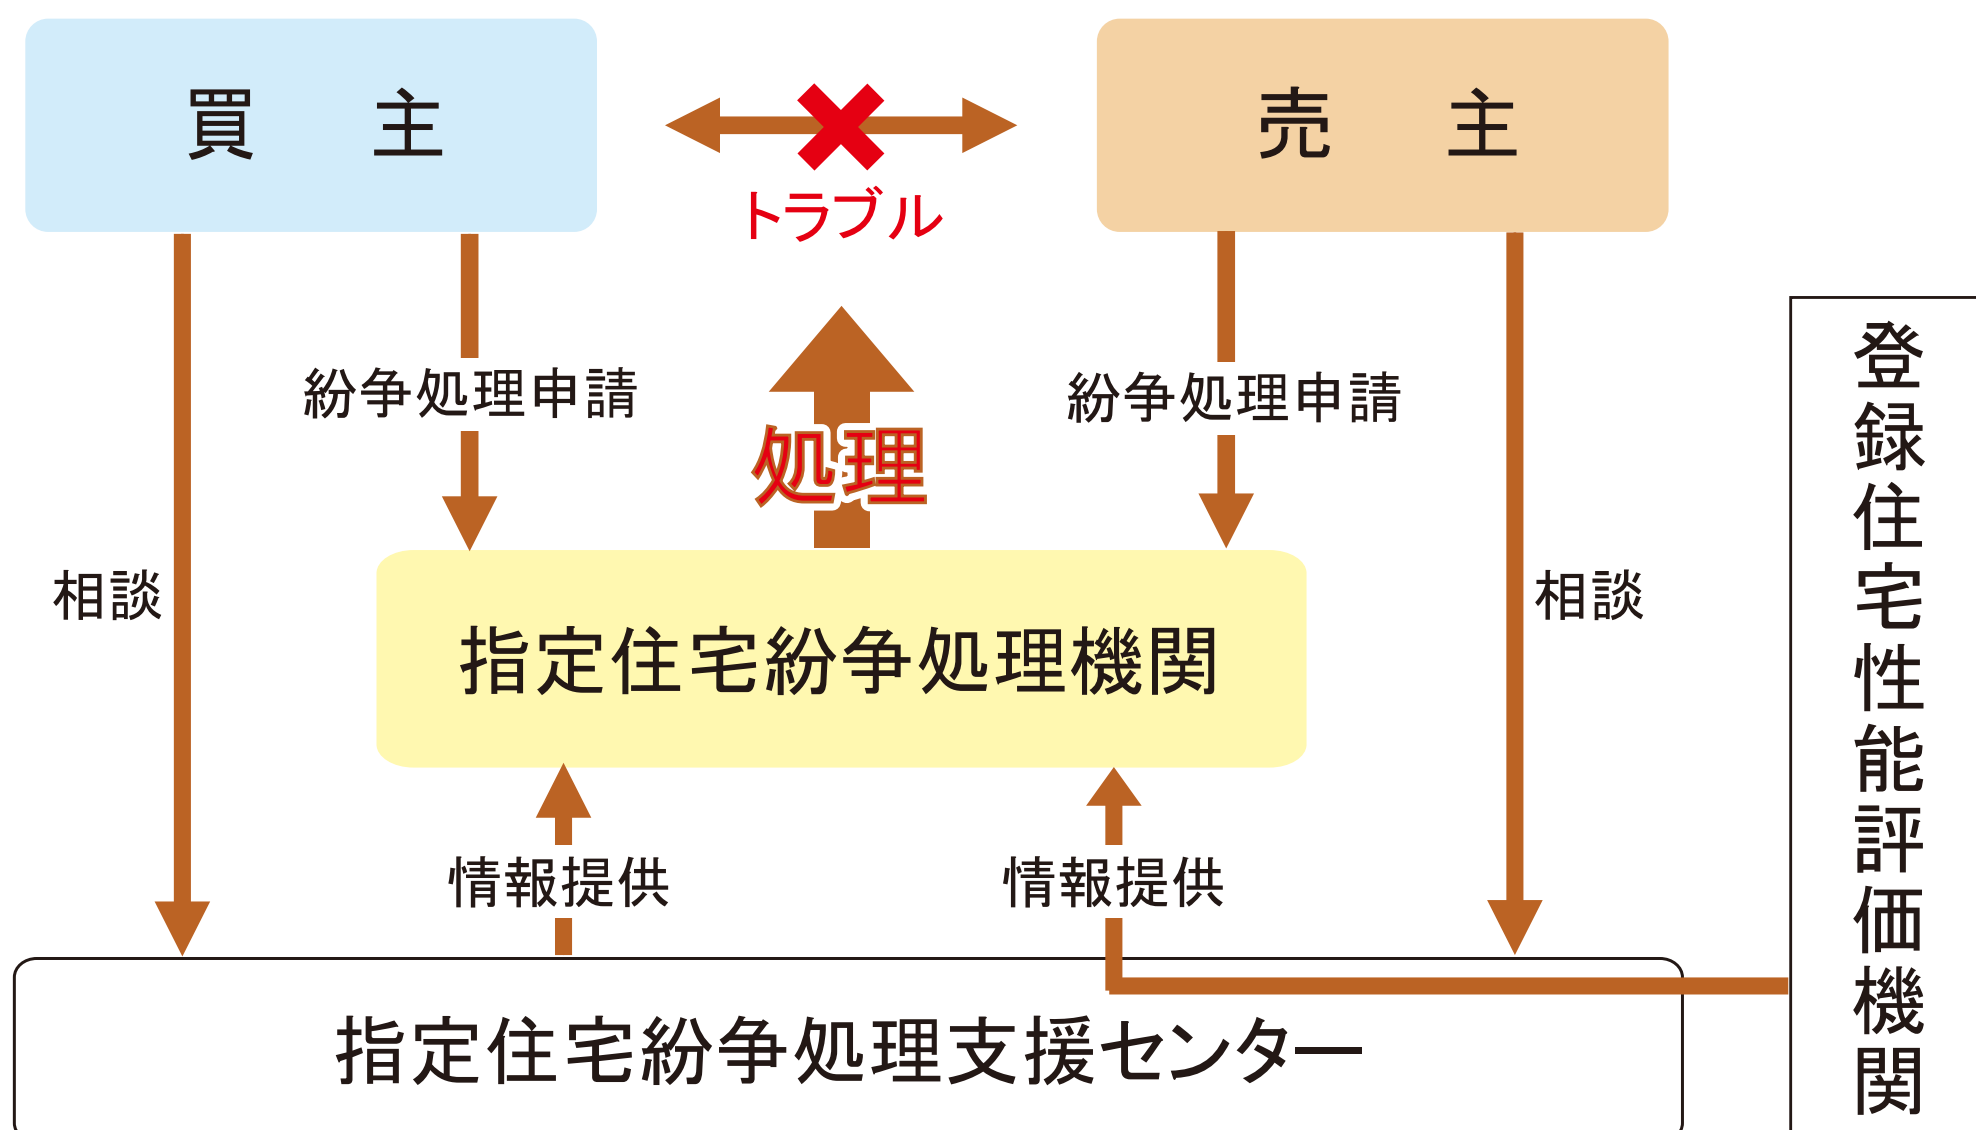 買　主
売　主
トラブル
紛争処理申請
紛争処理申請
処理
相談
相談
指定住宅紛争処理機関
情報提供
情報提供
指定住宅紛争処理支援センター
登録住宅性能評価機関